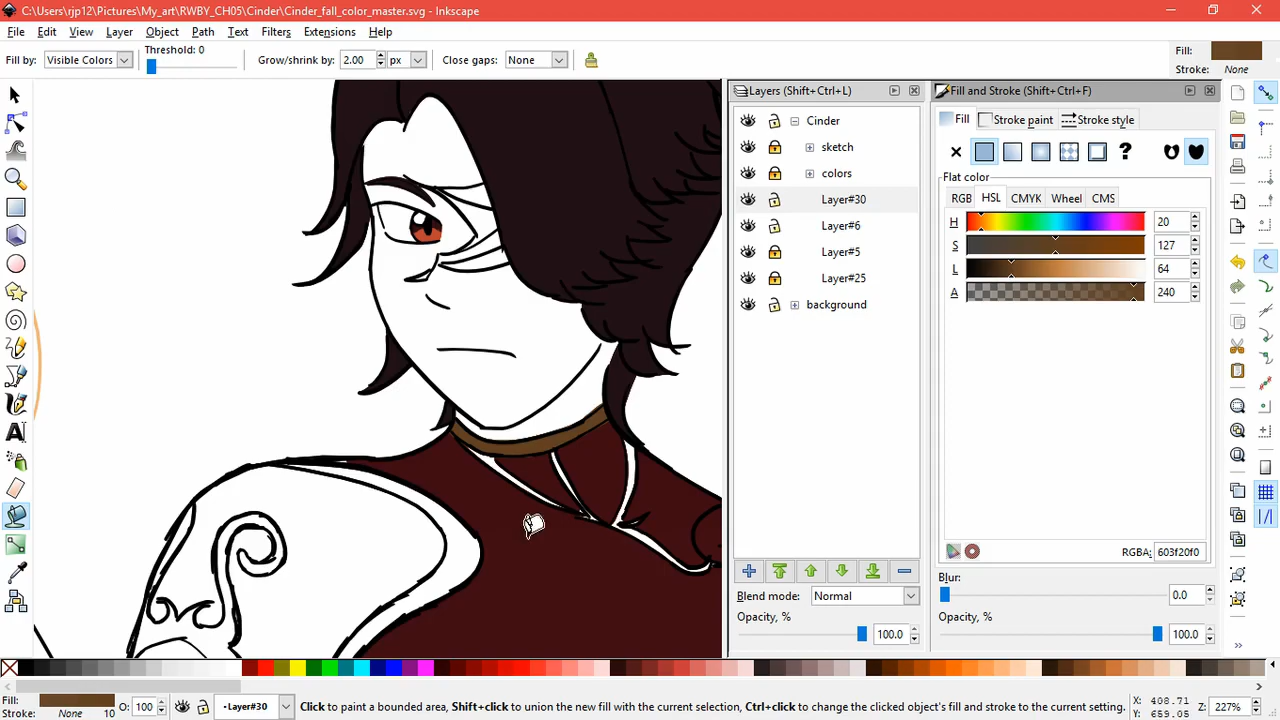 C:\Users\rjp12\Pictures\My_art\RWBY_CH05\Cinder\Cinder_fall_color_master.svg - Inkscape
File Edit View Layer Object Path Text Filters Extensions Help
Fill by: Visible Colors Threshold: 0 Grow/shrink by: 2.00 px Close gaps: None
Fill:
Stroke: None
Layers (Shift+Ctrl+L)
Cinder
sketch
colors
Layer#30
Layer#6
Layer#5
Layer#25
background
Blend mode: Normal
Opacity, % 100.0
Fill and Stroke (Shift+Ctrl+F)
Fill Stroke paint Stroke style
?
Flat color
RGB HSL CMYK Wheel CMS
H 20
S 127
L 64
A 240
RGBA: 603f20f0
Blur:
0.0
Opacity, %
100.0
Fill:
Stroke: None 10
O: 100
·Layer#30
Click to paint a bounded area, Shift+click to union the new fill with the current selection, Ctrl+click to change the clicked object's fill and stroke to the current setting.
X: 408.71
Y: 659.05
Z: 227%